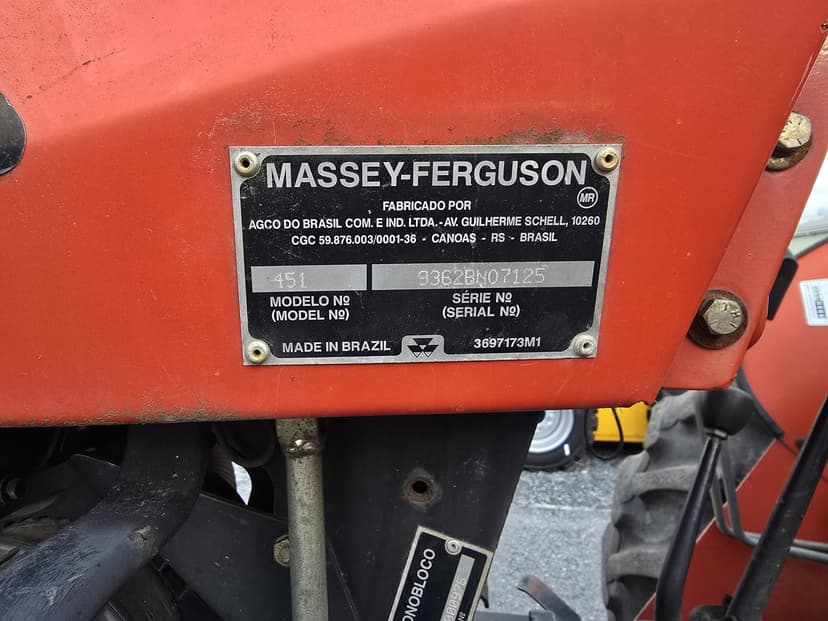 MASSEY-FERGUSON
MR
FABRICADO POR
AGCO DO BRASIL COM. E IND. LTDA. - AV. GUILHERME SCHELL, 10260
CGC 59.876.003/0001-36 - CANOAS - RS - BRASIL
451 9362BN07125
MODELO Nº SÉRIE Nº
(MODEL Nº) (SERIAL Nº)
MADE IN BRAZIL 3697173M1
ONOBLOCO